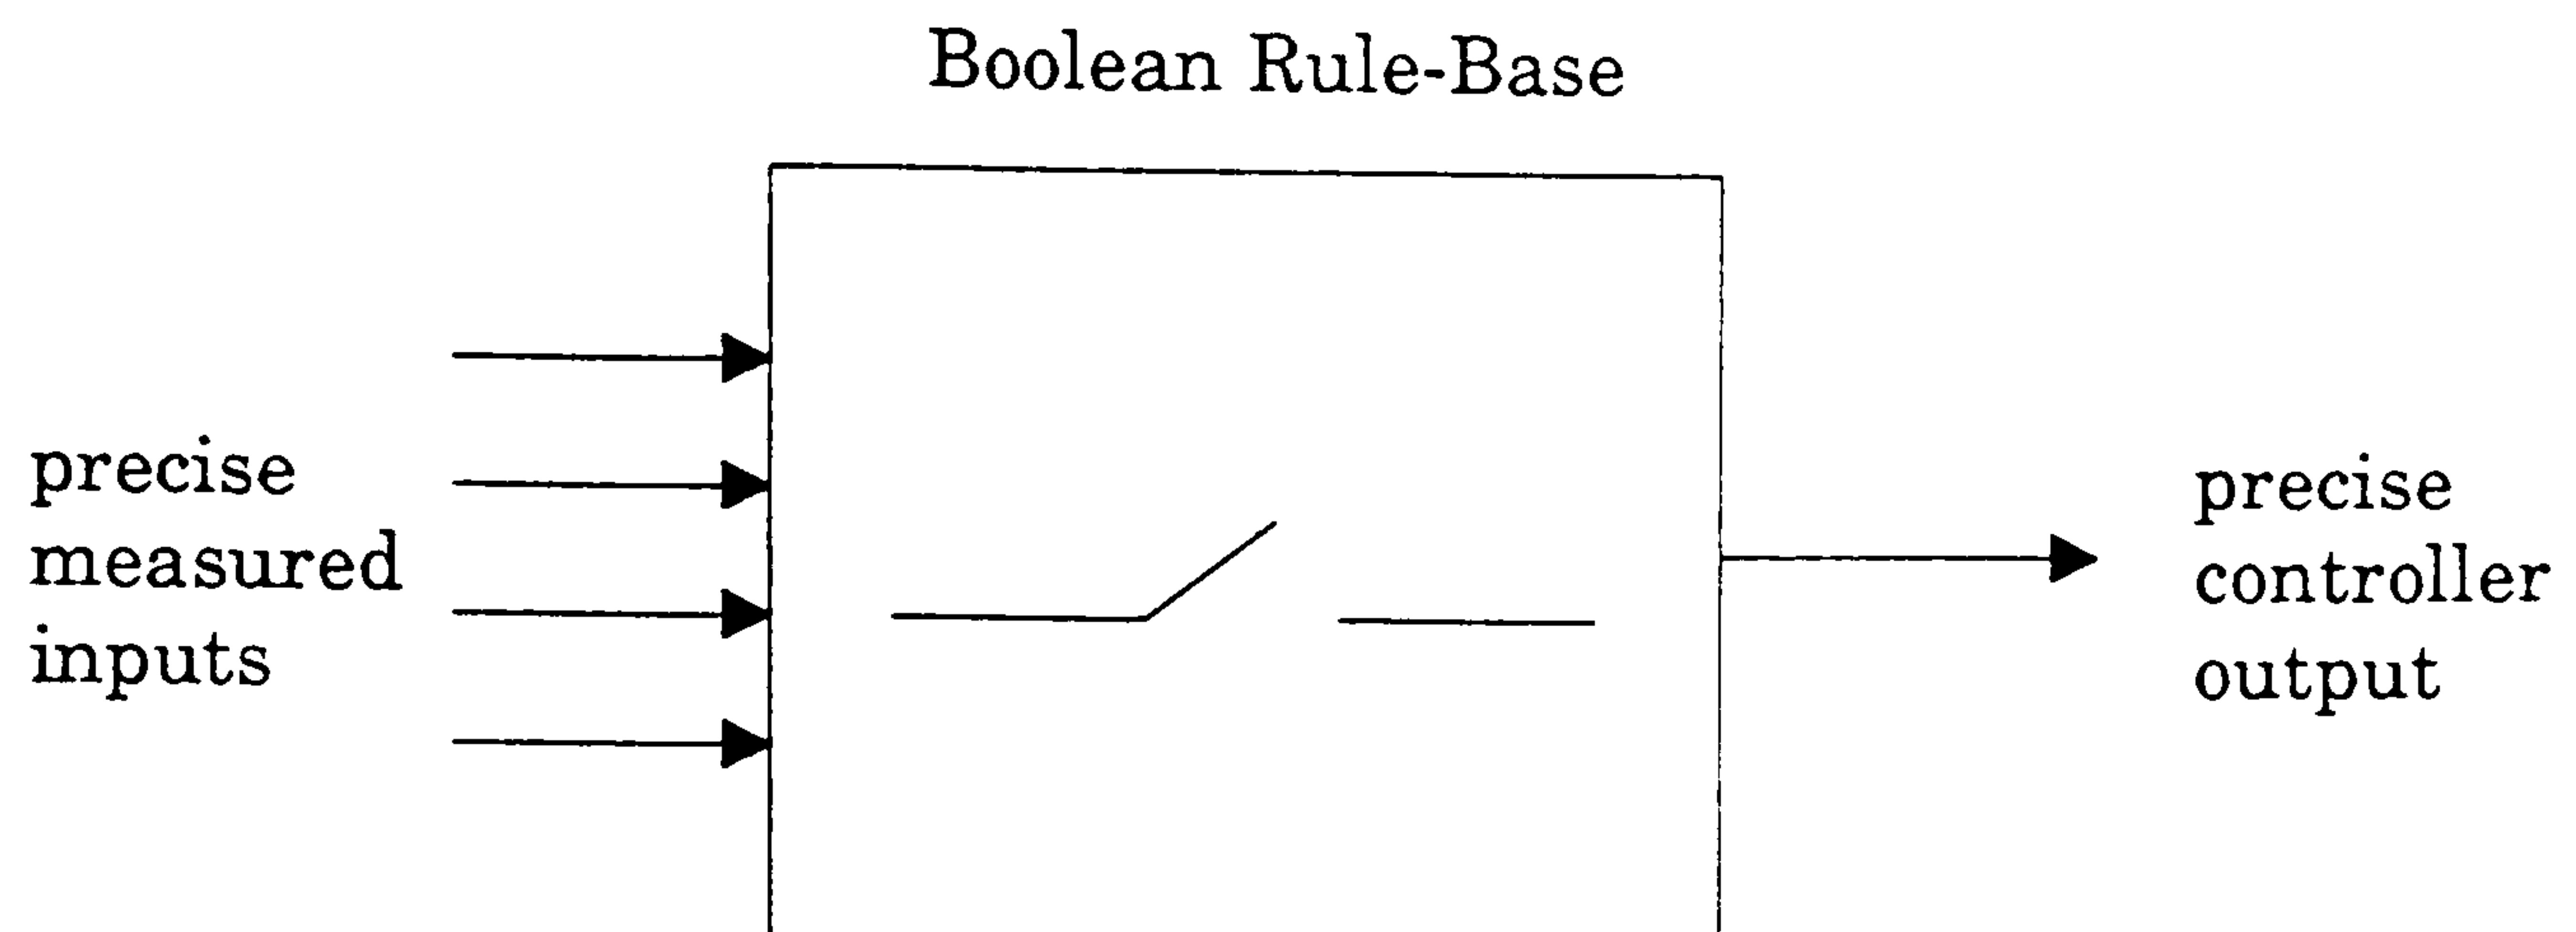 Boolean Rule-Base
precise
measured
inputs
precise
controller
output